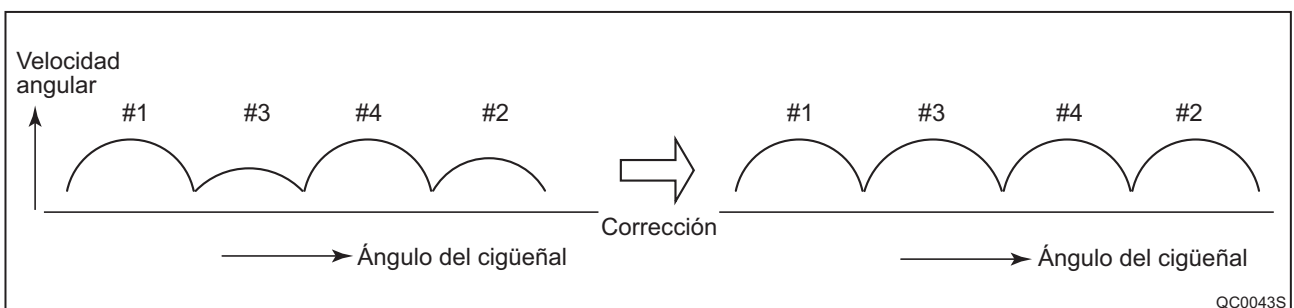 Velocidad
angular
#1 #3 #4 #2
#1 #3 #4 #2
Corrección
Ángulo del cigüeñal
Ángulo del cigüeñal
QC0043S